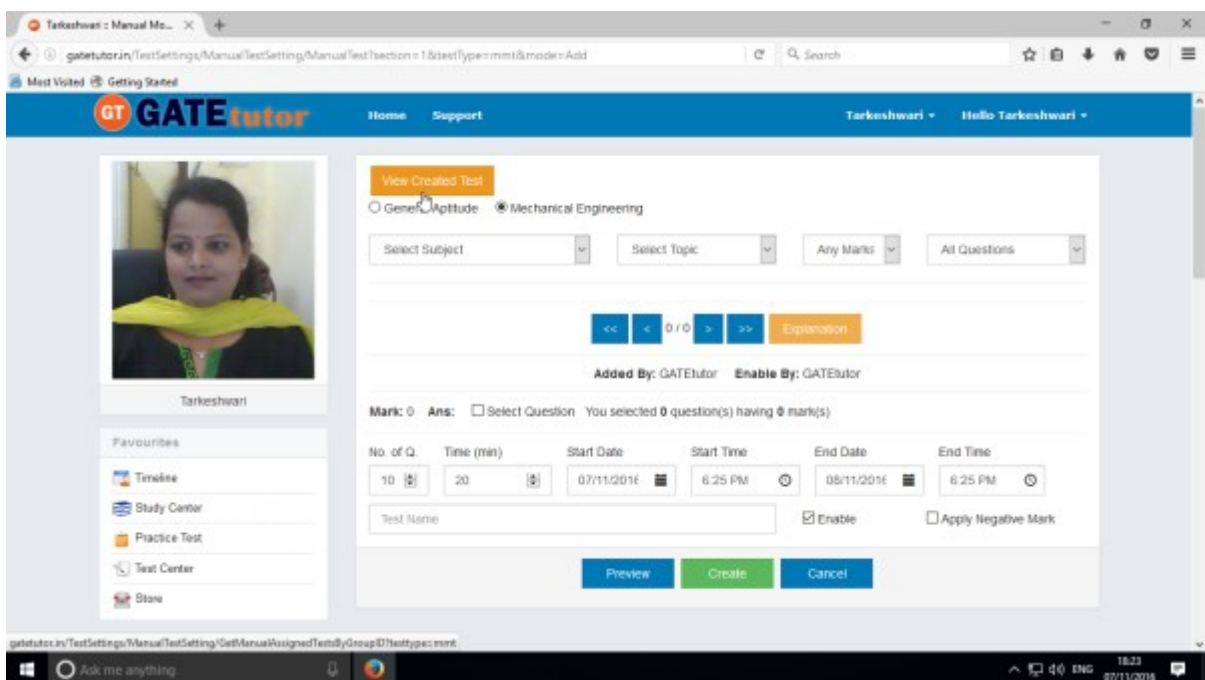 Tarkeshwari :: Manual Mo...
gatetutor.in/TestSettings/ManualTestSetting/ManualTest?section=1&testType=mmt&mode=Add
Search
Most Visited Getting Started
GT GATEtutor Home Support Tarkeshwari Hello Tarkeshwari
View Created Test
General Aptitude Mechanical Engineering
Select Subject Select Topic Any Marks All Questions
<< < 0 / 0 > >> Explanation
Added By: GATEtutor Enable By: GATEtutor
Tarkeshwari
Mark: 0 Ans: Select Question You selected 0 question(s) having 0 mark(s)
Favourites
No. of Q. Time (min) Start Date Start Time End Date End Time
Timeline
10 20 07/11/2016 6:25 PM 08/11/2016 6:25 PM
Study Center
Test Name Enable Apply Negative Mark
Practice Test
Test Center
Preview Create Cancel
Store
gatetutor.in/TestSettings/ManualTestSetting/GetManualAssignedTestsByGroupID?testtype=mmt
Ask me anything ENG 18:23
07/11/2016